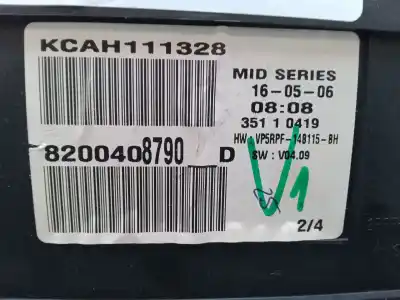 KCAH111328
MID SERIES
16-05-06
08:08
351 1 0419
HW : VP5RPF-14B115-BH
SW : V04.09
8200408790__D
V1
2/4